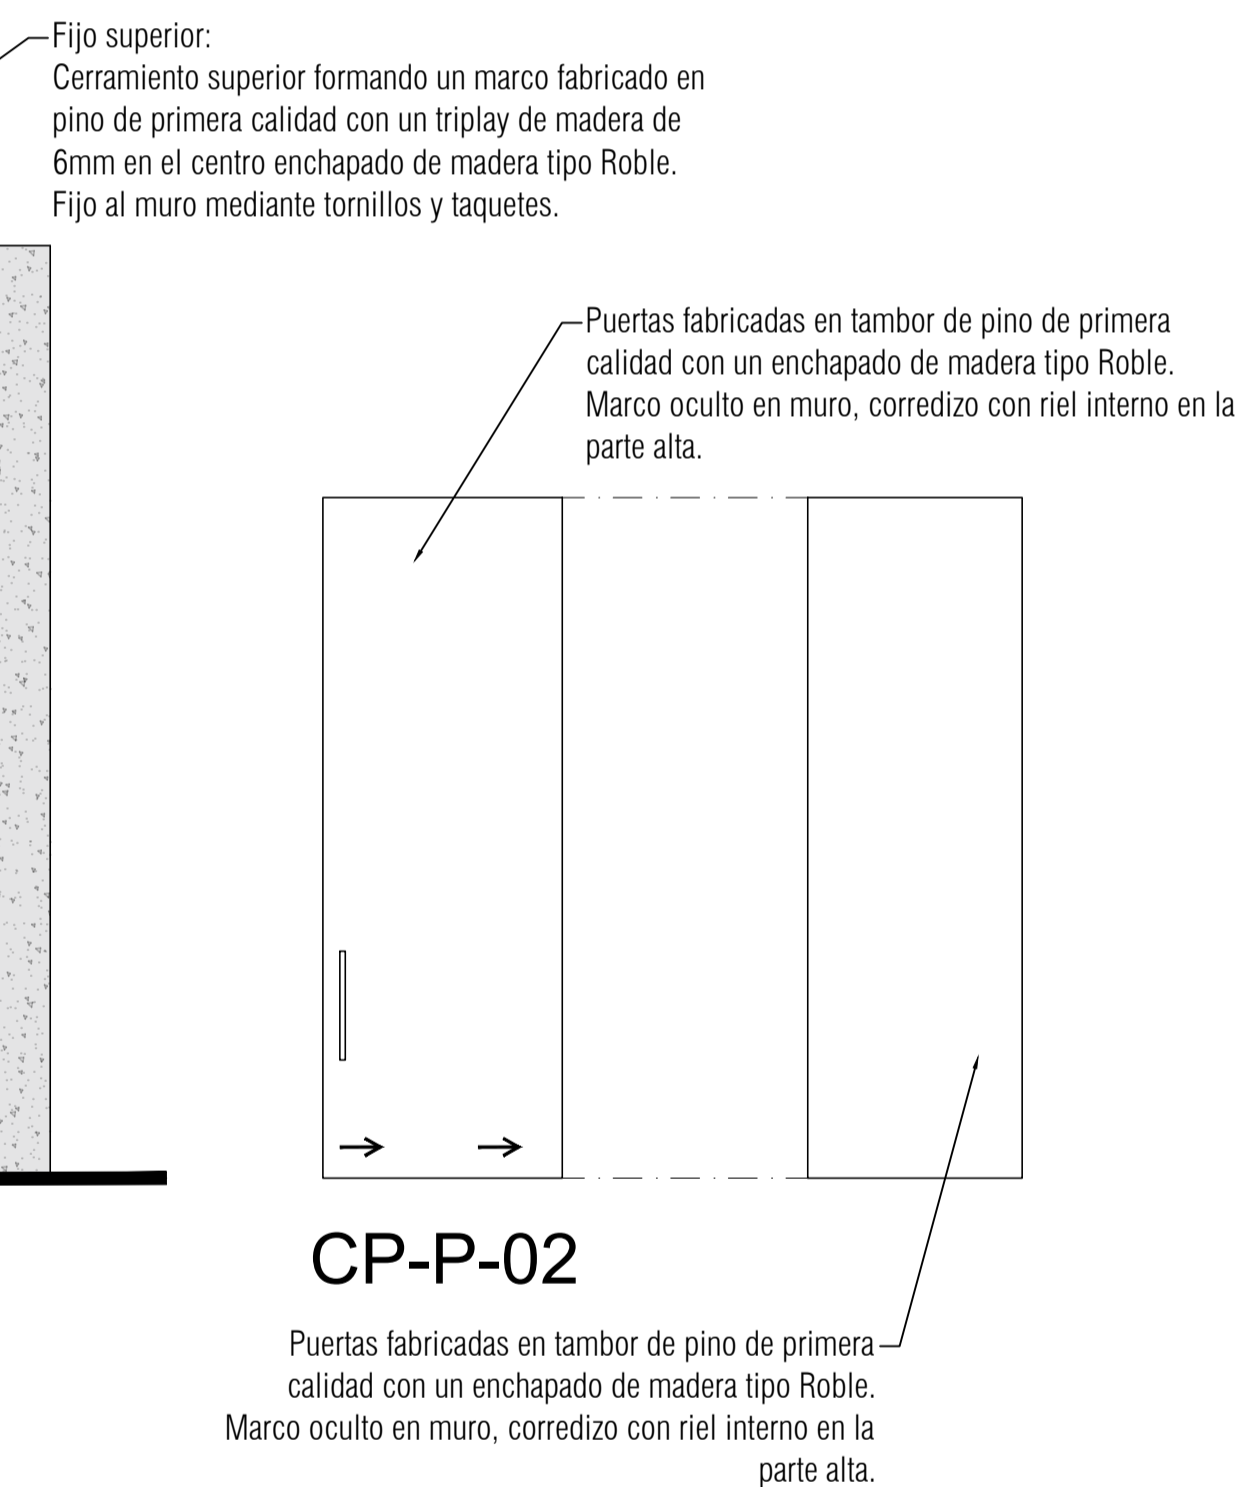 Fijo superior:
Cerramiento superior formando un marco fabricado en
pino de primera calidad con un triplay de madera de
6mm en el centro enchapado de madera tipo Roble.
Fijo al muro mediante tornillos y taquetes.
Puertas fabricadas en tambor de pino de primera
calidad con un enchapado de madera tipo Roble.
Marco oculto en muro, corredizo con riel interno en la
parte alta.
CP-P-02
Puertas fabricadas en tambor de pino de primera
calidad con un enchapado de madera tipo Roble.
Marco oculto en muro, corredizo con riel interno en la
parte alta.